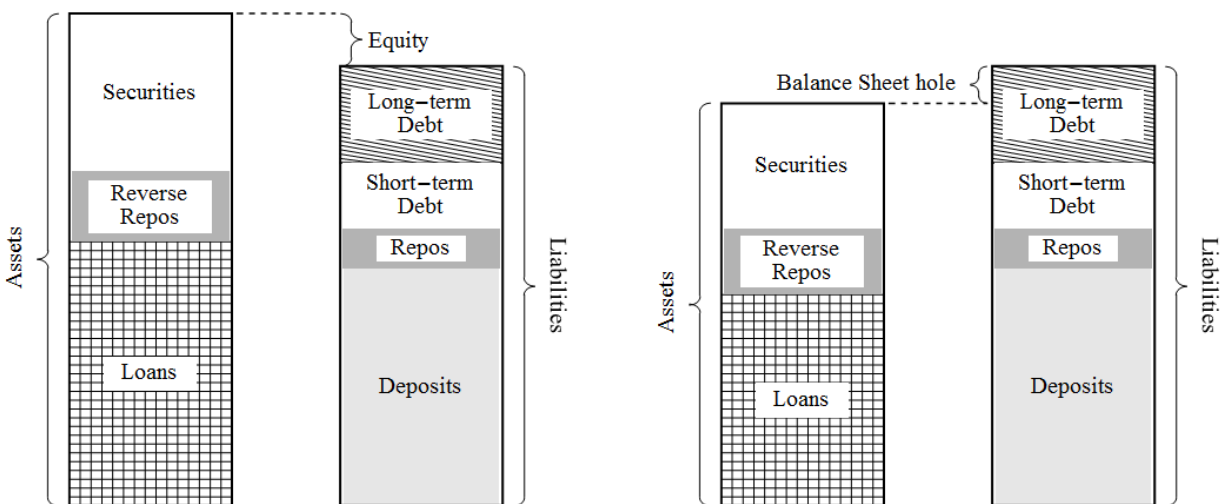 Equity
Securities
Long-term
Debt
Reverse
Repos
Short-term
Debt
Repos
Assets
Liabilities
Loans
Deposits
Balance Sheet hole
Long-term
Debt
Securities
Short-term
Debt
Reverse
Repos
Repos
Assets
Liabilities
Loans
Deposits